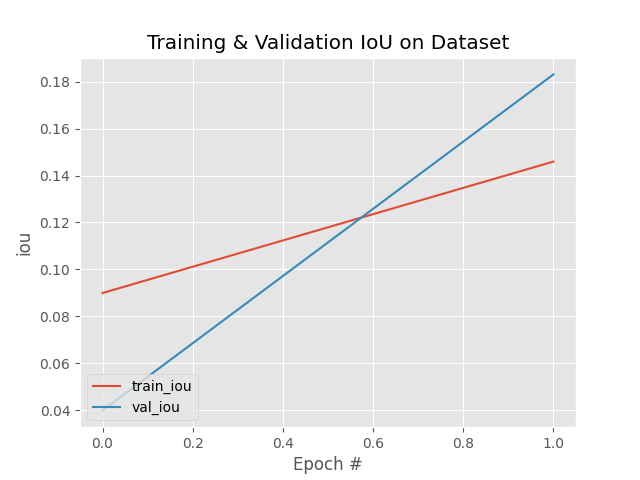 Training & Validation IoU on Dataset
0.18
0.16
0.14
0.12
0.10
0.08
0.06
0.04
iou
train_iou
val_iou
0.0 0.2 0.4 0.6 0.8 1.0
Epoch #